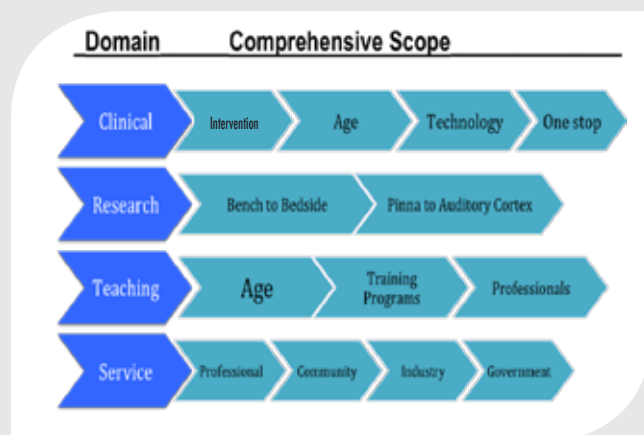 Domain Comprehensive Scope
Clinical Intervention Age Technology One stop
Research Bench to Bedside Pinna to Auditory Cortex
Teaching Age Training Programs Professionals
Service Professional Community Industry Government